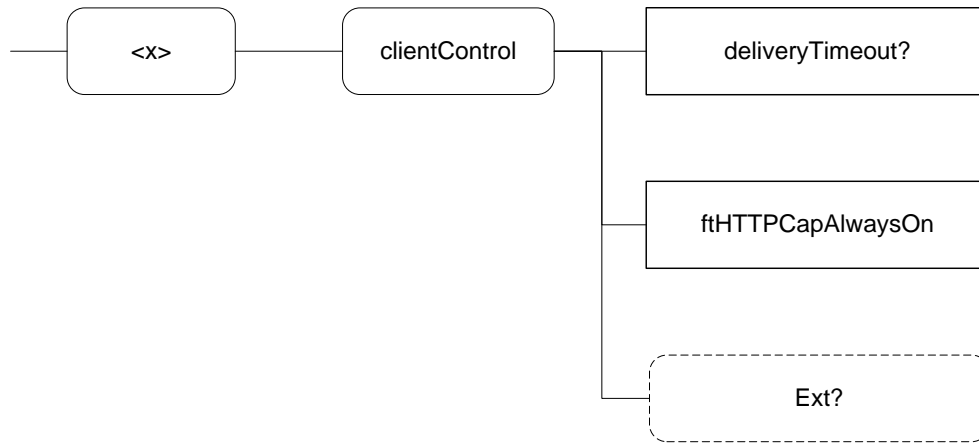 <x>
clientControl
deliveryTimeout?
ftHTTPCapAlwaysOn
Ext?